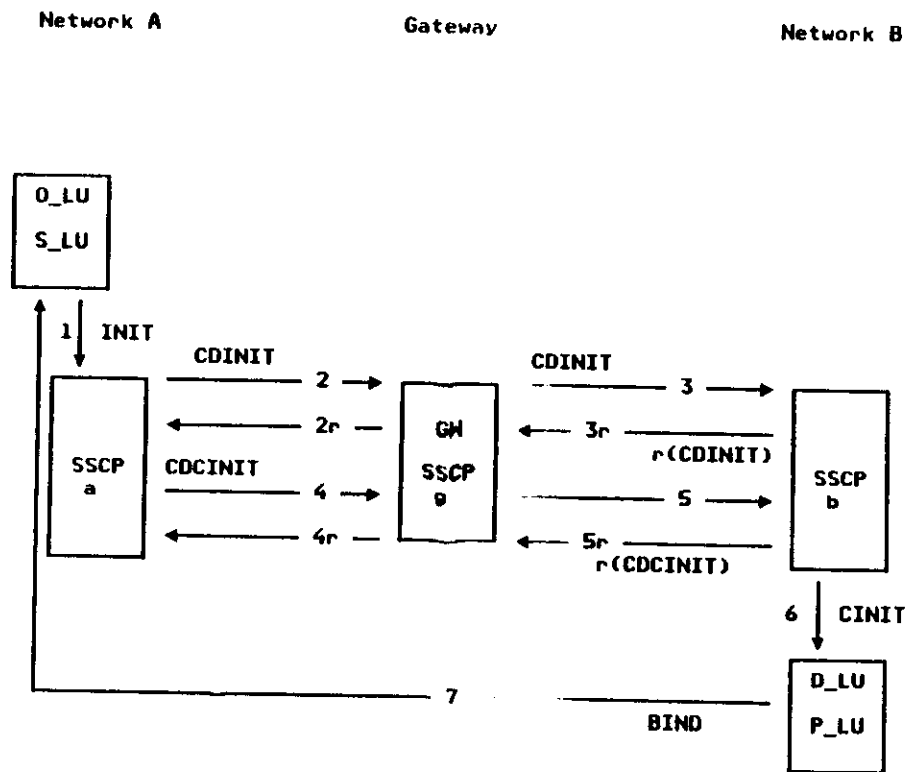 Network A
Gateway
Network B
O_LU
S_LU
1 INIT
CDINIT
CDINIT
2
3
2r
GW
3r
r(CDINIT)
SSCP
a
CDCINIT
SSCP
g
SSCP
b
4
5
4r
5r
r(CDCINIT)
6 CINIT
7
D_LU
BIND
P_LU